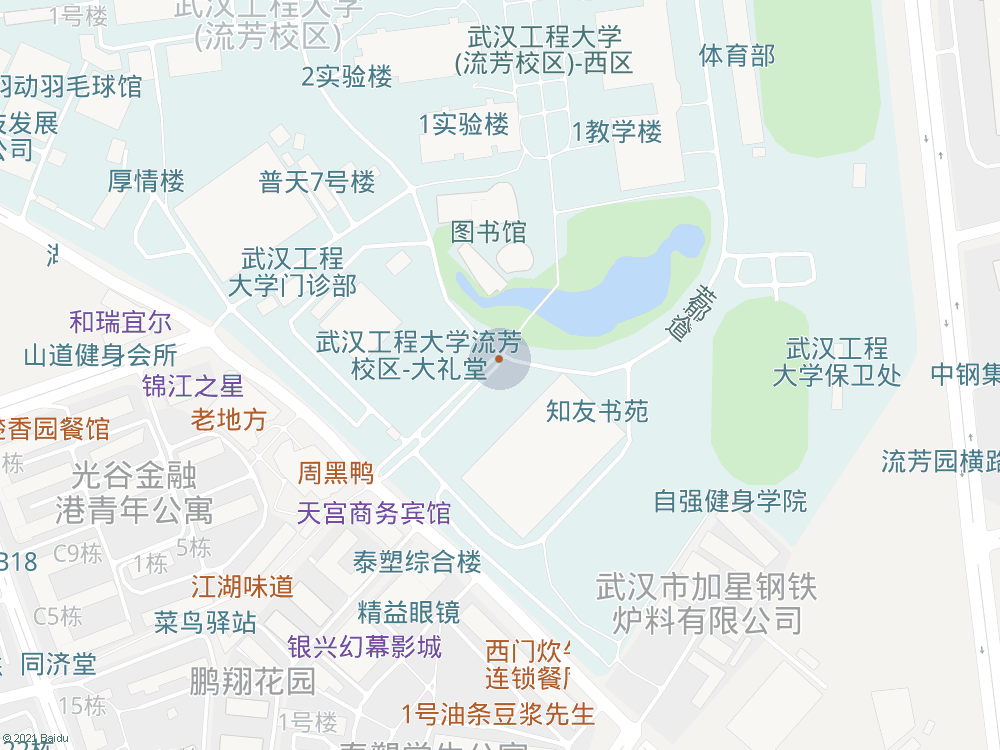 1号楼
武汉工程大学
(流芳校区)
武汉工程大学
(流芳校区)-西区
体育部
2实验楼
羽动羽毛球馆
1实验楼
1教学楼
技发展
公司
厚情楼
普天7号楼
图书馆
武汉工程
大学门诊部
芳郁道
和瑞宜尔
山道健身会所
武汉工程大学流芳
校区-大礼堂
武汉工程
大学保卫处
中钢集
锦江之星
老地方
知友书苑
楚香园餐馆
栋
光谷金融
港青年公寓
周黑鸭
流芳园横路
天宫商务宾馆
自强健身学院
C9栋
1栋
5栋
B18
泰塑综合楼
江湖味道
武汉市加星钢铁
炉料有限公司
C5栋
菜鸟驿站
精益眼镜
银兴幻幕影城
西门炊牛
连锁餐厅
同济堂
鹏翔花园
15栋
1号楼
1号油条豆浆先生
22栋
泰塑学生公寓
© 2021 Baidu